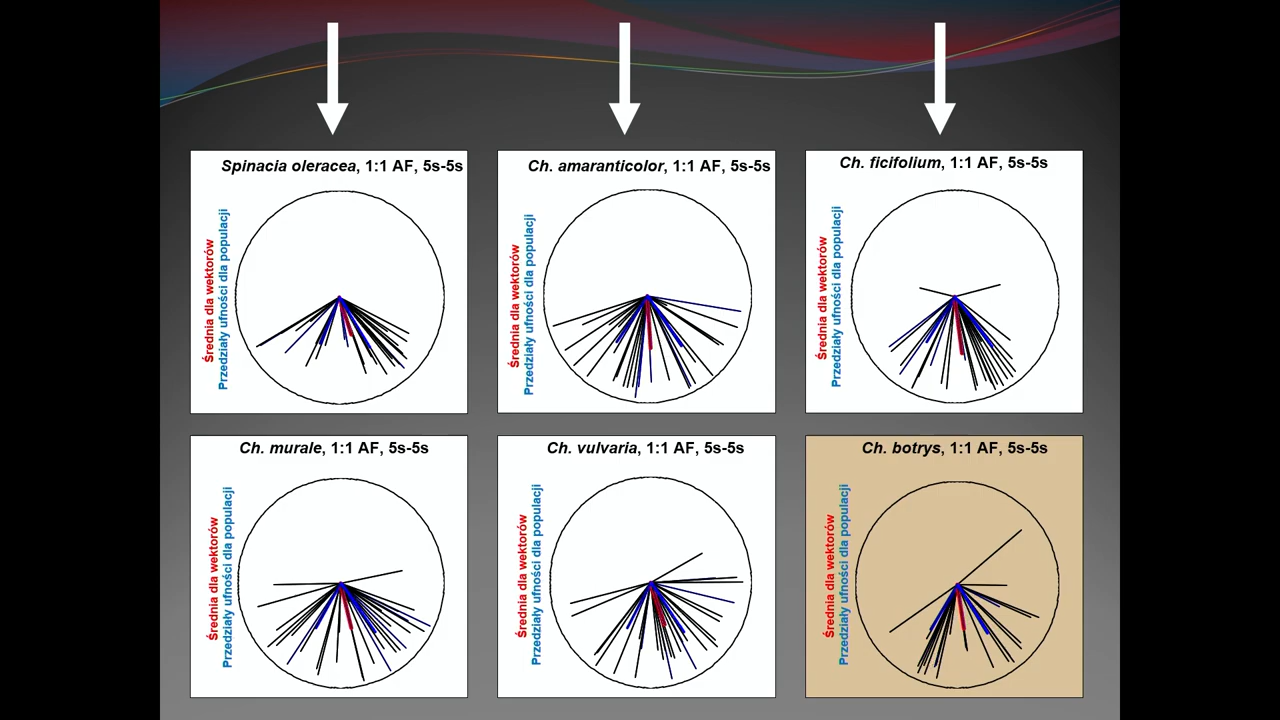 Spinacia oleracea, 1:1 AF, 5s-5s
Średnia dla wektorów
Przedziały ufności dla populacji
Ch. amaranticolor, 1:1 AF, 5s-5s
Średnia dla wektorów
Przedziały ufności dla populacji
Ch. ficifolium, 1:1 AF, 5s-5s
Średnia dla wektorów
Przedziały ufności dla populacji
Ch. murale, 1:1 AF, 5s-5s
Średnia dla wektorów
Przedziały ufności dla populacji
Ch. vulvaria, 1:1 AF, 5s-5s
Średnia dla wektorów
Przedziały ufności dla populacji
Ch. botrys, 1:1 AF, 5s-5s
Średnia dla wektorów
Przedziały ufności dla populacji